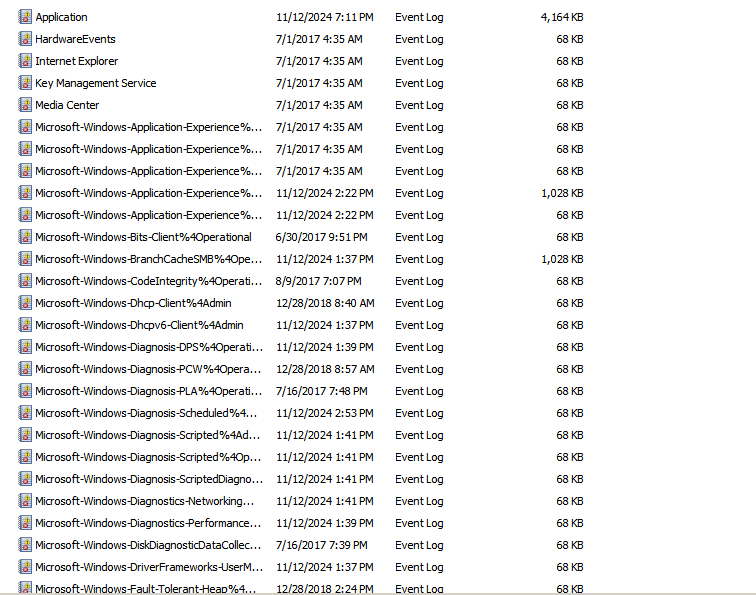 Application 11/12/2024 7:11 PM Event Log 4,164 KB
HardwareEvents 7/1/2017 4:35 AM Event Log 68 KB
Internet Explorer 7/1/2017 4:35 AM Event Log 68 KB
Key Management Service 7/1/2017 4:35 AM Event Log 68 KB
Media Center 7/1/2017 4:35 AM Event Log 68 KB
Microsoft-Windows-Application-Experience%... 7/1/2017 4:35 AM Event Log 68 KB
Microsoft-Windows-Application-Experience%... 7/1/2017 4:35 AM Event Log 68 KB
Microsoft-Windows-Application-Experience%... 7/1/2017 4:35 AM Event Log 68 KB
Microsoft-Windows-Application-Experience%... 11/12/2024 2:22 PM Event Log 1,028 KB
Microsoft-Windows-Application-Experience%... 11/12/2024 2:22 PM Event Log 68 KB
Microsoft-Windows-Bits-Client%4Operational 6/30/2017 9:51 PM Event Log 68 KB
Microsoft-Windows-BranchCacheSMB%4Ope... 11/12/2024 1:37 PM Event Log 1,028 KB
Microsoft-Windows-CodeIntegrity%4Operati... 8/9/2017 7:07 PM Event Log 68 KB
Microsoft-Windows-Dhcp-Client%4Admin 12/28/2018 8:40 AM Event Log 68 KB
Microsoft-Windows-Dhcpv6-Client%4Admin 11/12/2024 1:37 PM Event Log 68 KB
Microsoft-Windows-Diagnosis-DPS%4Operati... 11/12/2024 1:39 PM Event Log 68 KB
Microsoft-Windows-Diagnosis-PCW%4Opera... 12/28/2018 8:57 AM Event Log 68 KB
Microsoft-Windows-Diagnosis-PLA%4Operati... 7/16/2017 7:48 PM Event Log 68 KB
Microsoft-Windows-Diagnosis-Scheduled%4... 11/12/2024 2:53 PM Event Log 68 KB
Microsoft-Windows-Diagnosis-Scripted%4Ad... 11/12/2024 1:41 PM Event Log 68 KB
Microsoft-Windows-Diagnosis-Scripted%4Op... 11/12/2024 1:41 PM Event Log 68 KB
Microsoft-Windows-Diagnosis-ScriptedDiagno... 11/12/2024 1:41 PM Event Log 68 KB
Microsoft-Windows-Diagnostics-Networking... 11/12/2024 1:41 PM Event Log 68 KB
Microsoft-Windows-Diagnostics-Performance... 11/12/2024 1:39 PM Event Log 68 KB
Microsoft-Windows-DiskDiagnosticDataCollec... 7/16/2017 7:39 PM Event Log 68 KB
Microsoft-Windows-DriverFrameworks-UserM... 11/12/2024 1:37 PM Event Log 68 KB
Microsoft-Windows-Fault-Tolerant-Heap%4... 12/28/2018 2:24 PM Event Log 68 KB